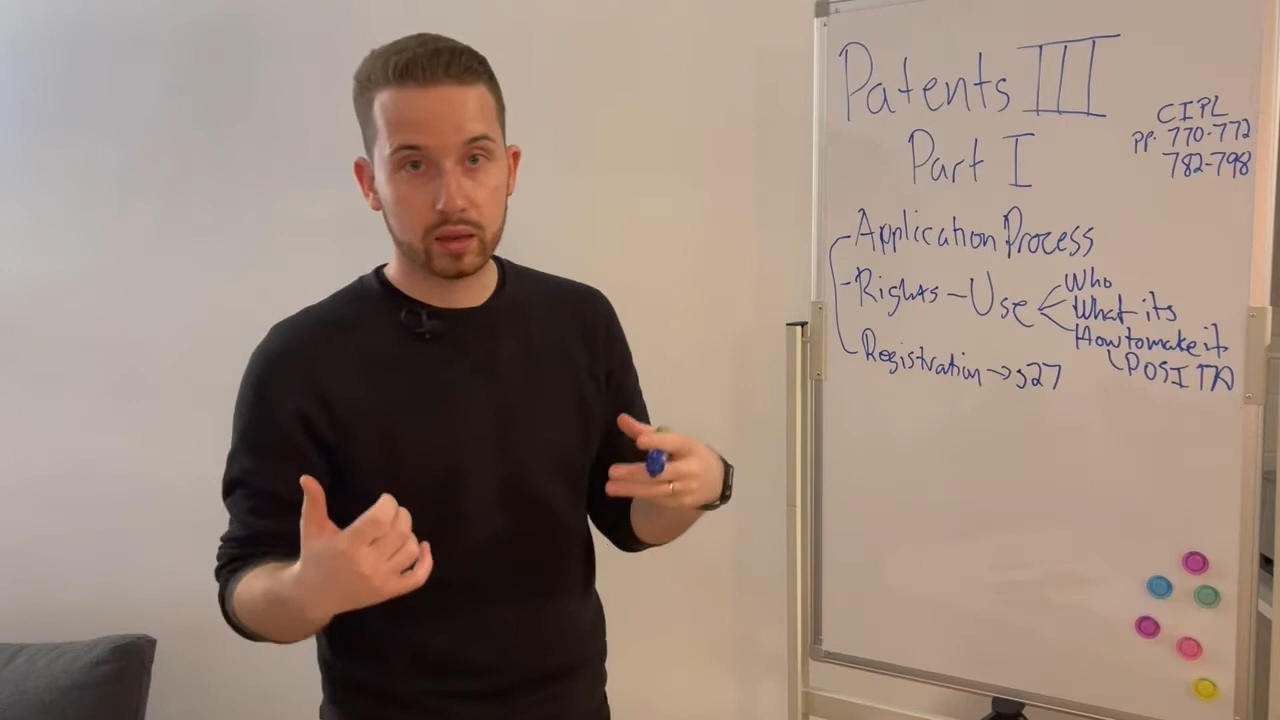 Patents III
Part I
CIPL
pp. 770-772
782-798
Application Process
Rights - Use
Who
What its
How to make it
POSITA
Registration → s27